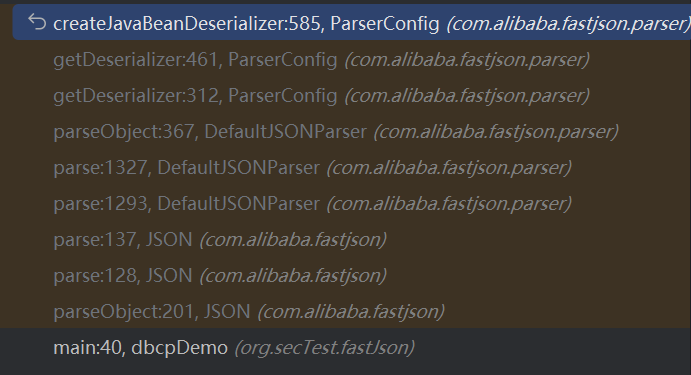 createJavaBeanDeserializer:585, ParserConfig (com.alibaba.fastjson.parser)
getDeserializer:461, ParserConfig (com.alibaba.fastjson.parser)
getDeserializer:312, ParserConfig (com.alibaba.fastjson.parser)
parseObject:367, DefaultJSONParser (com.alibaba.fastjson.parser)
parse:1327, DefaultJSONParser (com.alibaba.fastjson.parser)
parse:1293, DefaultJSONParser (com.alibaba.fastjson.parser)
parse:137, JSON (com.alibaba.fastjson)
parse:128, JSON (com.alibaba.fastjson)
parseObject:201, JSON (com.alibaba.fastjson)
main:40, dbcpDemo (org.secTest.fastJson)